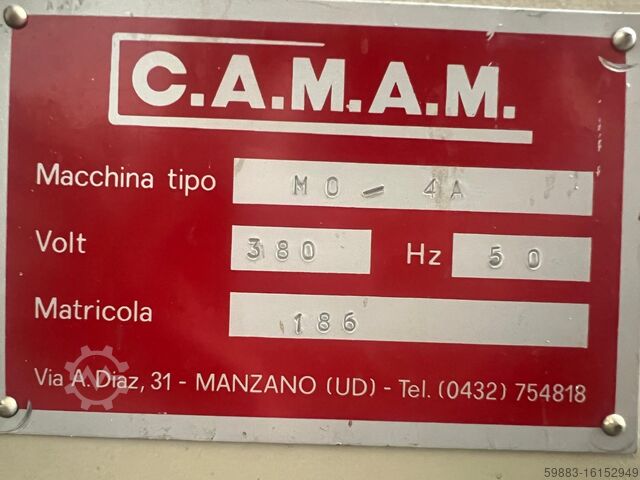 C.A.M.A.M.
Macchina tipo MO - 4A
Volt 380 Hz 50
Matricola 186
Via A. Diaz, 31 - MANZANO (UD) - Tel. (0432) 754818
59883-16152949